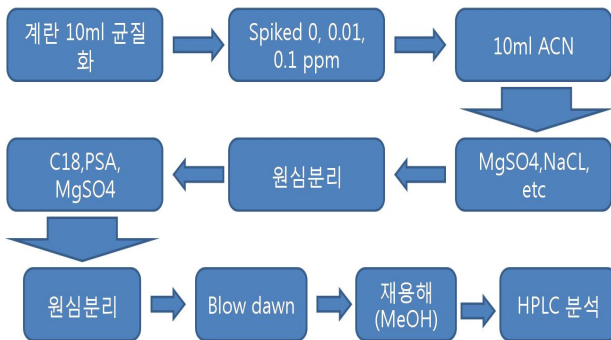 계란 10ml 균질
화
Spiked 0, 0.01,
0.1 ppm
10ml ACN
MgSO4,NaCL,
etc
원심분리
C18,PSA,
MgSO4
원심분리
Blow dawn
재용해
(MeOH)
HPLC 분석